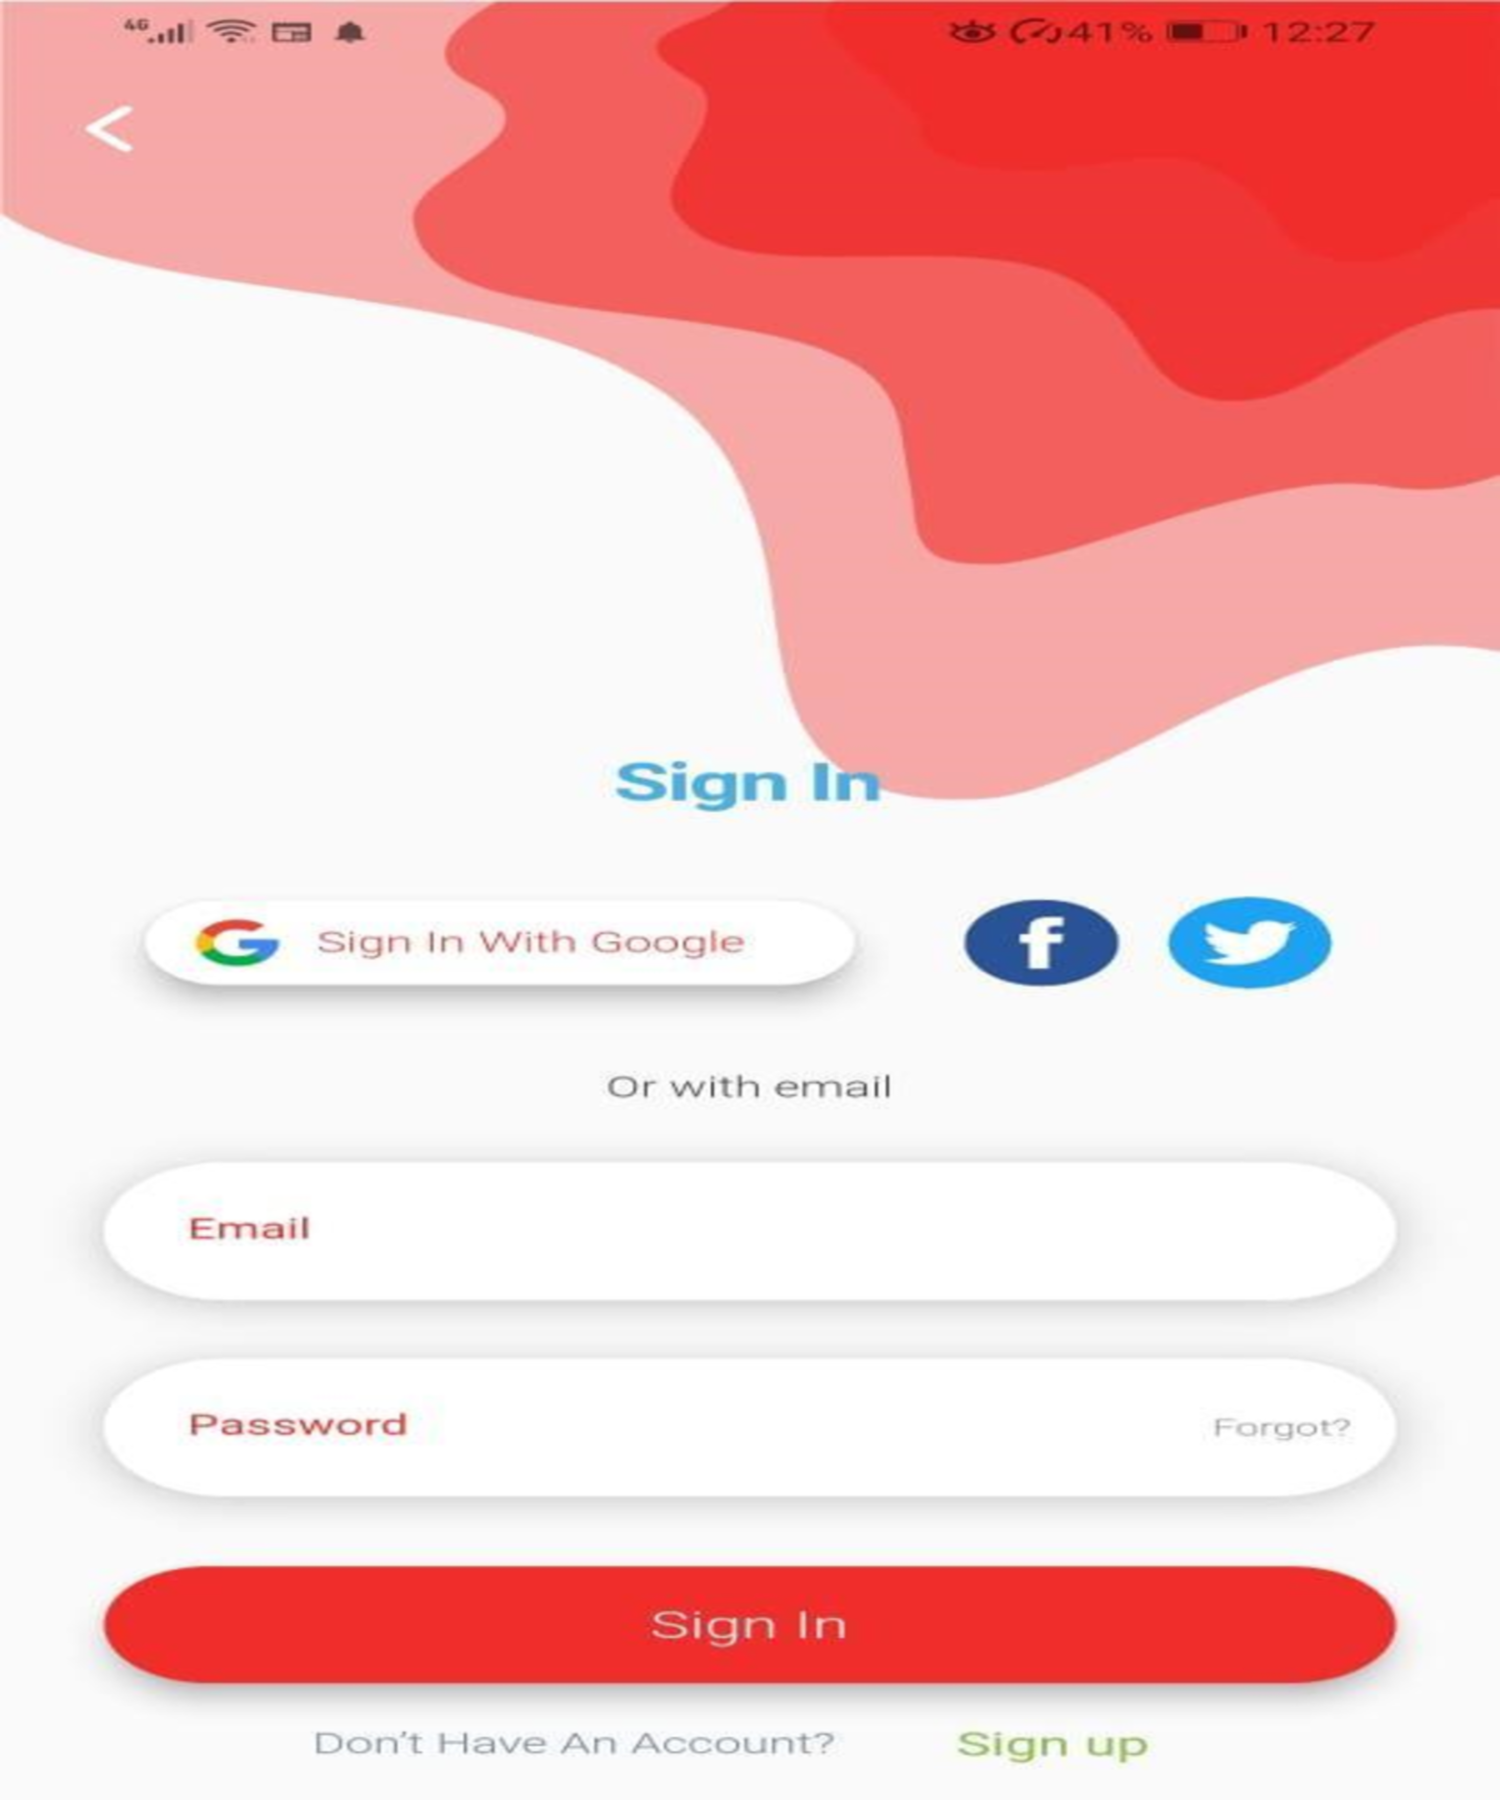 4G 41% 12:27
Sign In
Sign In With Google
Or with email
Email
Password Forgot?
Sign In
Don't Have An Account? Sign up